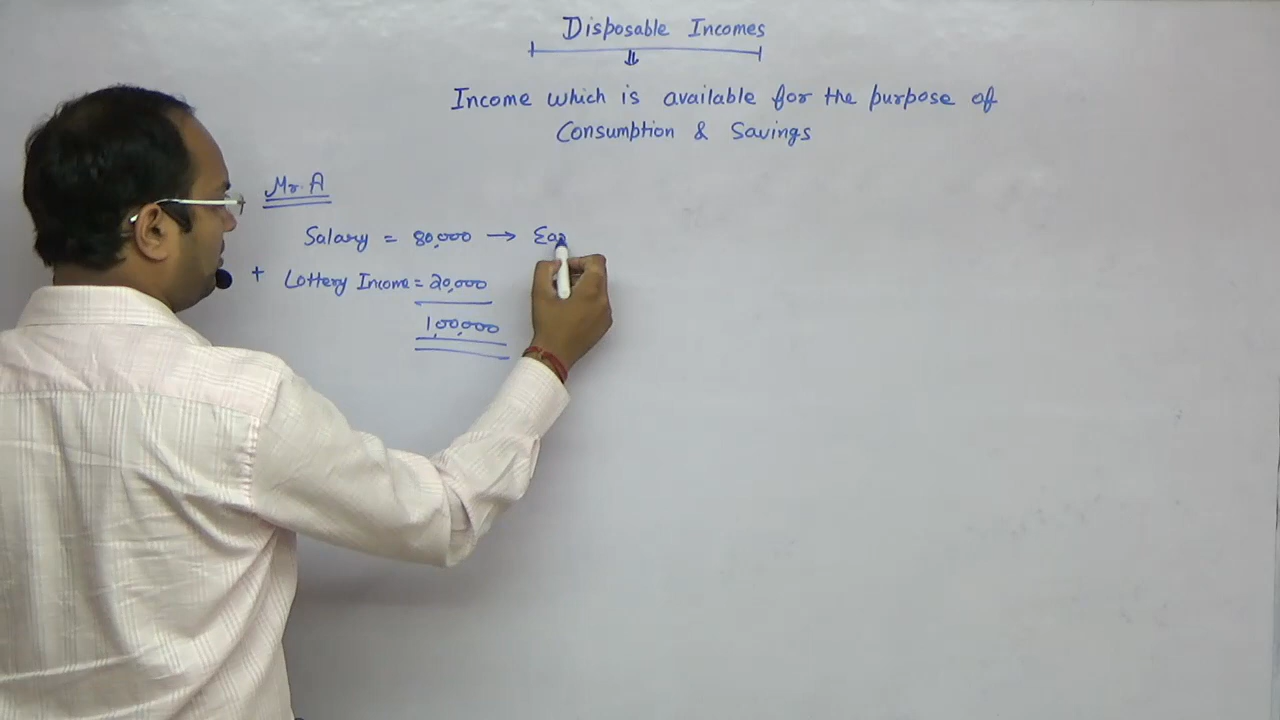 Disposable Incomes
Income which is available for the purpose of
Consumption & Savings
Mr. A
Salary = 80,000 → Ea
+ Lottery Income = 20,000
1,00,000